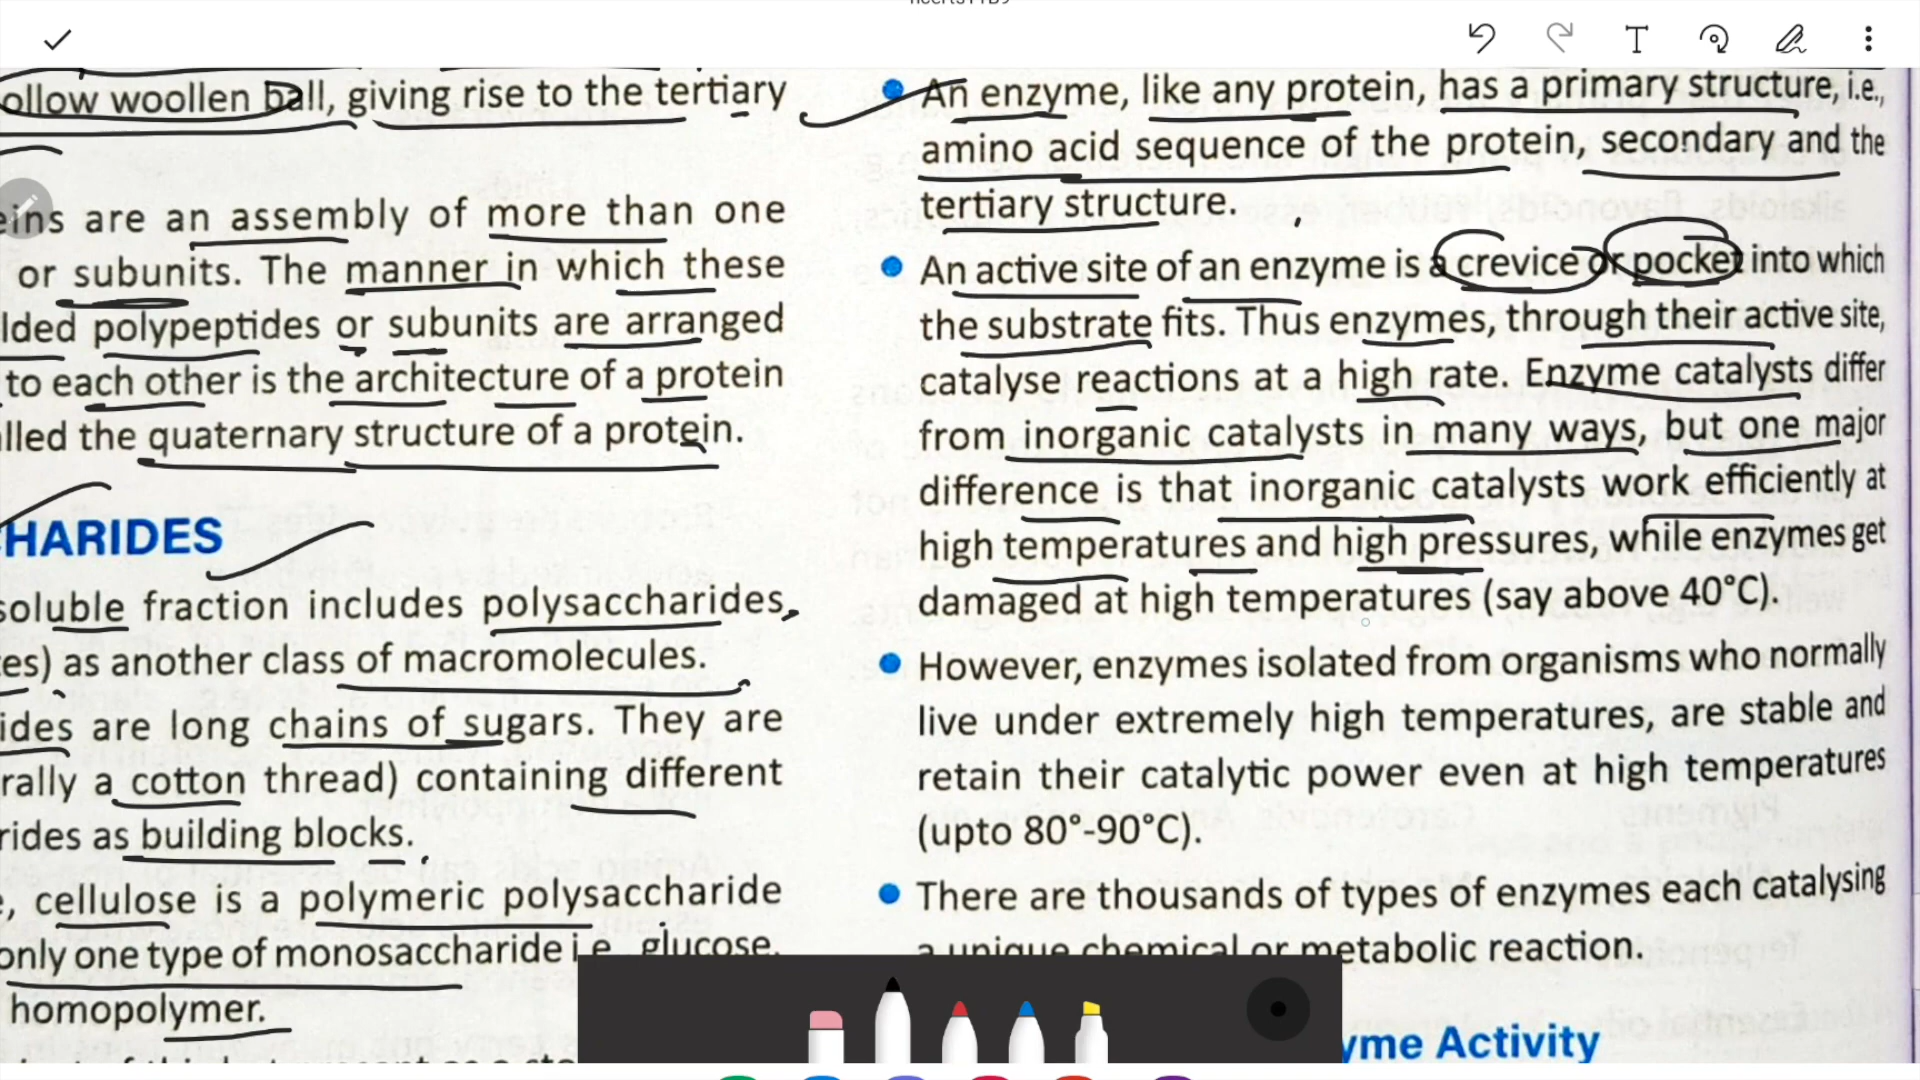 ollow woollen ball, giving rise to the tertiary
eins are an assembly of more than one
or subunits. The manner in which these
lded polypeptides or subunits are arranged
to each other is the architecture of a protein
lled the quaternary structure of a protein.
HARIDES
soluble fraction includes polysaccharides,
es) as another class of macromolecules.
ides are long chains of sugars. They are
rally a cotton thread) containing different
rides as building blocks.
, cellulose is a polymeric polysaccharide
only one type of monosaccharide i.e., glucose.
homopolymer.
An enzyme, like any protein, has a primary structure, i.e.,
amino acid sequence of the protein, secondary and the
tertiary structure.
An active site of an enzyme is a crevice or pocket into which
the substrate fits. Thus enzymes, through their active site,
catalyse reactions at a high rate. Enzyme catalysts differ
from inorganic catalysts in many ways, but one major
difference is that inorganic catalysts work efficiently at
high temperatures and high pressures, while enzymes get
damaged at high temperatures (say above 40°C).
However, enzymes isolated from organisms who normally
live under extremely high temperatures, are stable and
retain their catalytic power even at high temperatures
(upto 80°-90°C).
There are thousands of types of enzymes each catalysing
a unique chemical or metabolic reaction.
yme Activity